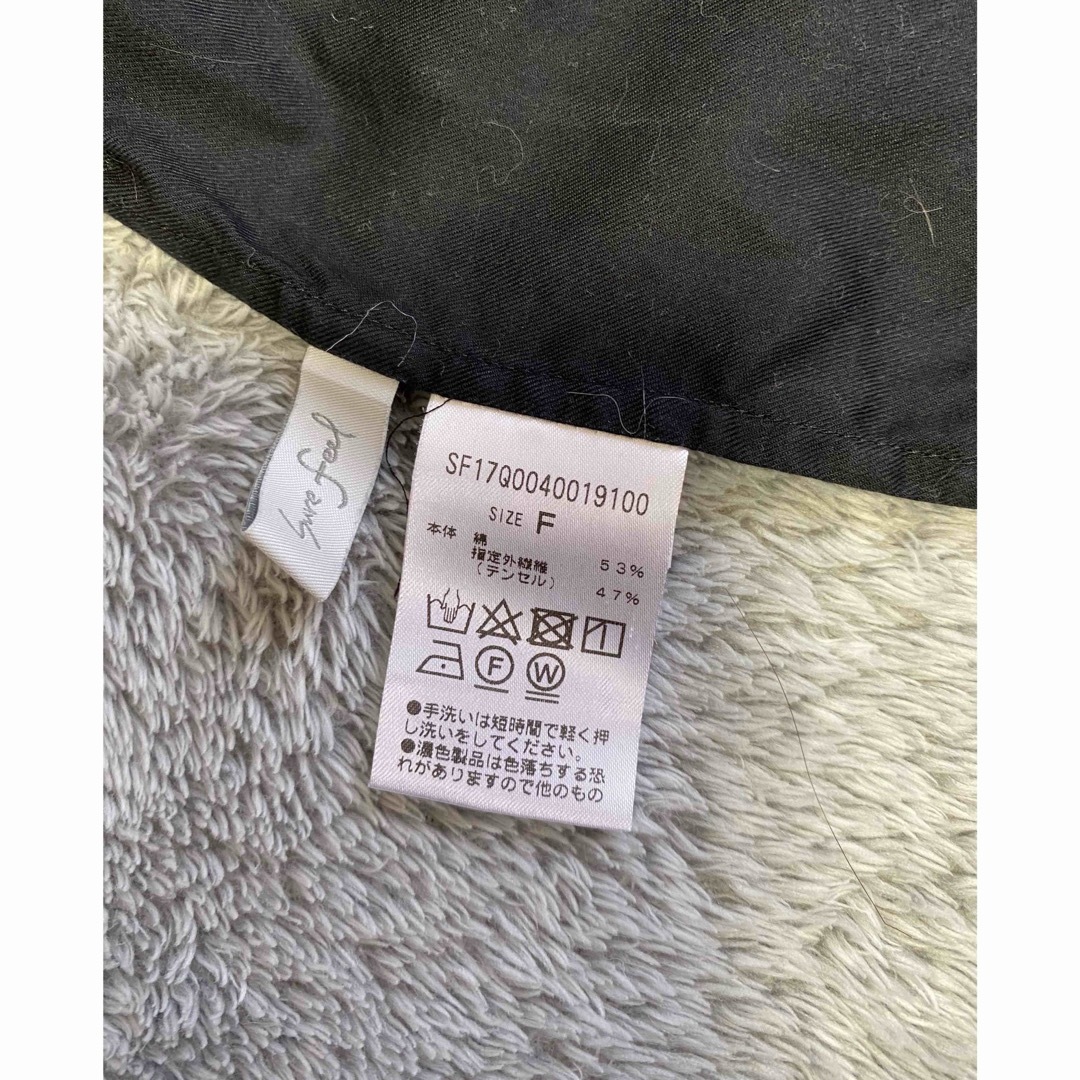 sure feel
SF17Q0040019100
SIZE F
本体 綿 53%
指定外繊維
(テンセル) 47%
F W
●手洗いは短時間で軽く押
し洗いをしてください。
●濃色製品は色落ちする恐
れがありますので他のもの